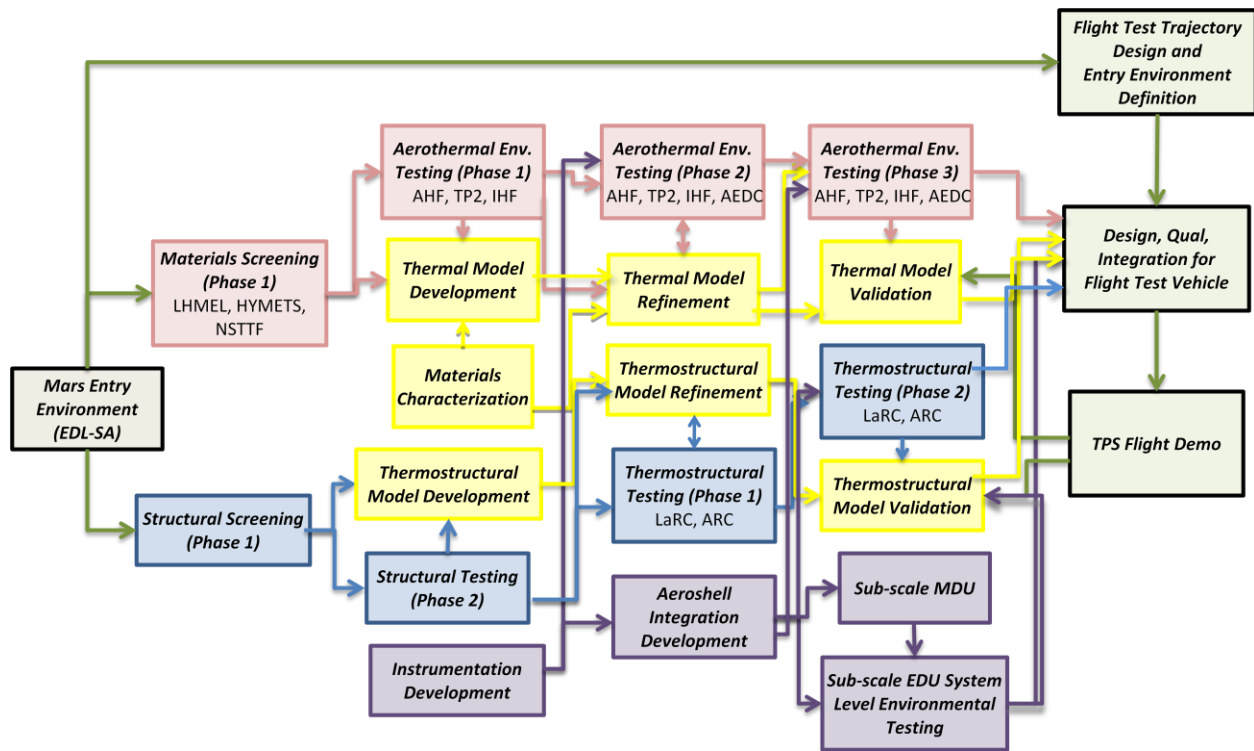 Flight Test Trajectory
Design and
Entry Environment
Definition
Aerothermal Env.
Testing (Phase 1)
AHF, TP2, IHF
Aerothermal Env.
Testing (Phase 2)
AHF, TP2, IHF, AEDC
Aerothermal Env.
Testing (Phase 3)
AHF, TP2, IHF, AEDC
Materials Screening
(Phase 1)
LHMEL, HYMETS,
NSTTF
Thermal Model
Development
Thermal Model
Refinement
Thermal Model
Validation
Design, Qual,
Integration for
Flight Test Vehicle
Mars Entry
Environment
(EDL-SA)
Materials
Characterization
Thermostructural
Model Refinement
Thermostructural
Testing (Phase 2)
LaRC, ARC
TPS Flight Demo
Structural Screening
(Phase 1)
Thermostructural
Model Development
Thermostructural
Testing (Phase 1)
LaRC, ARC
Thermostructural
Model Validation
Structural Testing
(Phase 2)
Aeroshell
Integration
Development
Sub-scale MDU
Instrumentation
Development
Sub-scale EDU System
Level Environmental
Testing